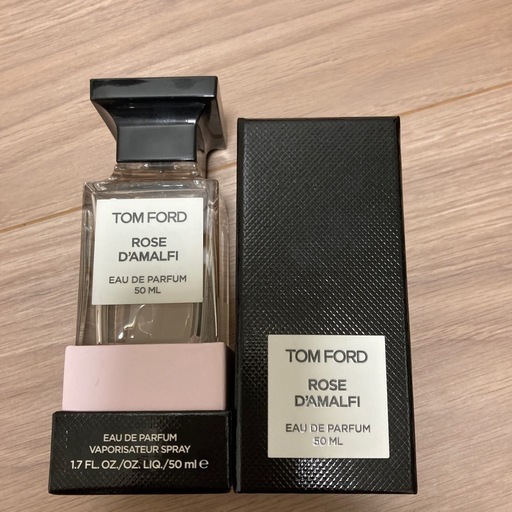 TOM FORD
ROSE
D'AMALFI
EAU DE PARFUM
50 ML
EAU DE PARFUM
VAPORISATEUR SPRAY
1.7 FL. OZ./OZ. LIQ./50 ml ℮
TOM FORD
ROSE
D'AMALFI
EAU DE PARFUM
50 ML